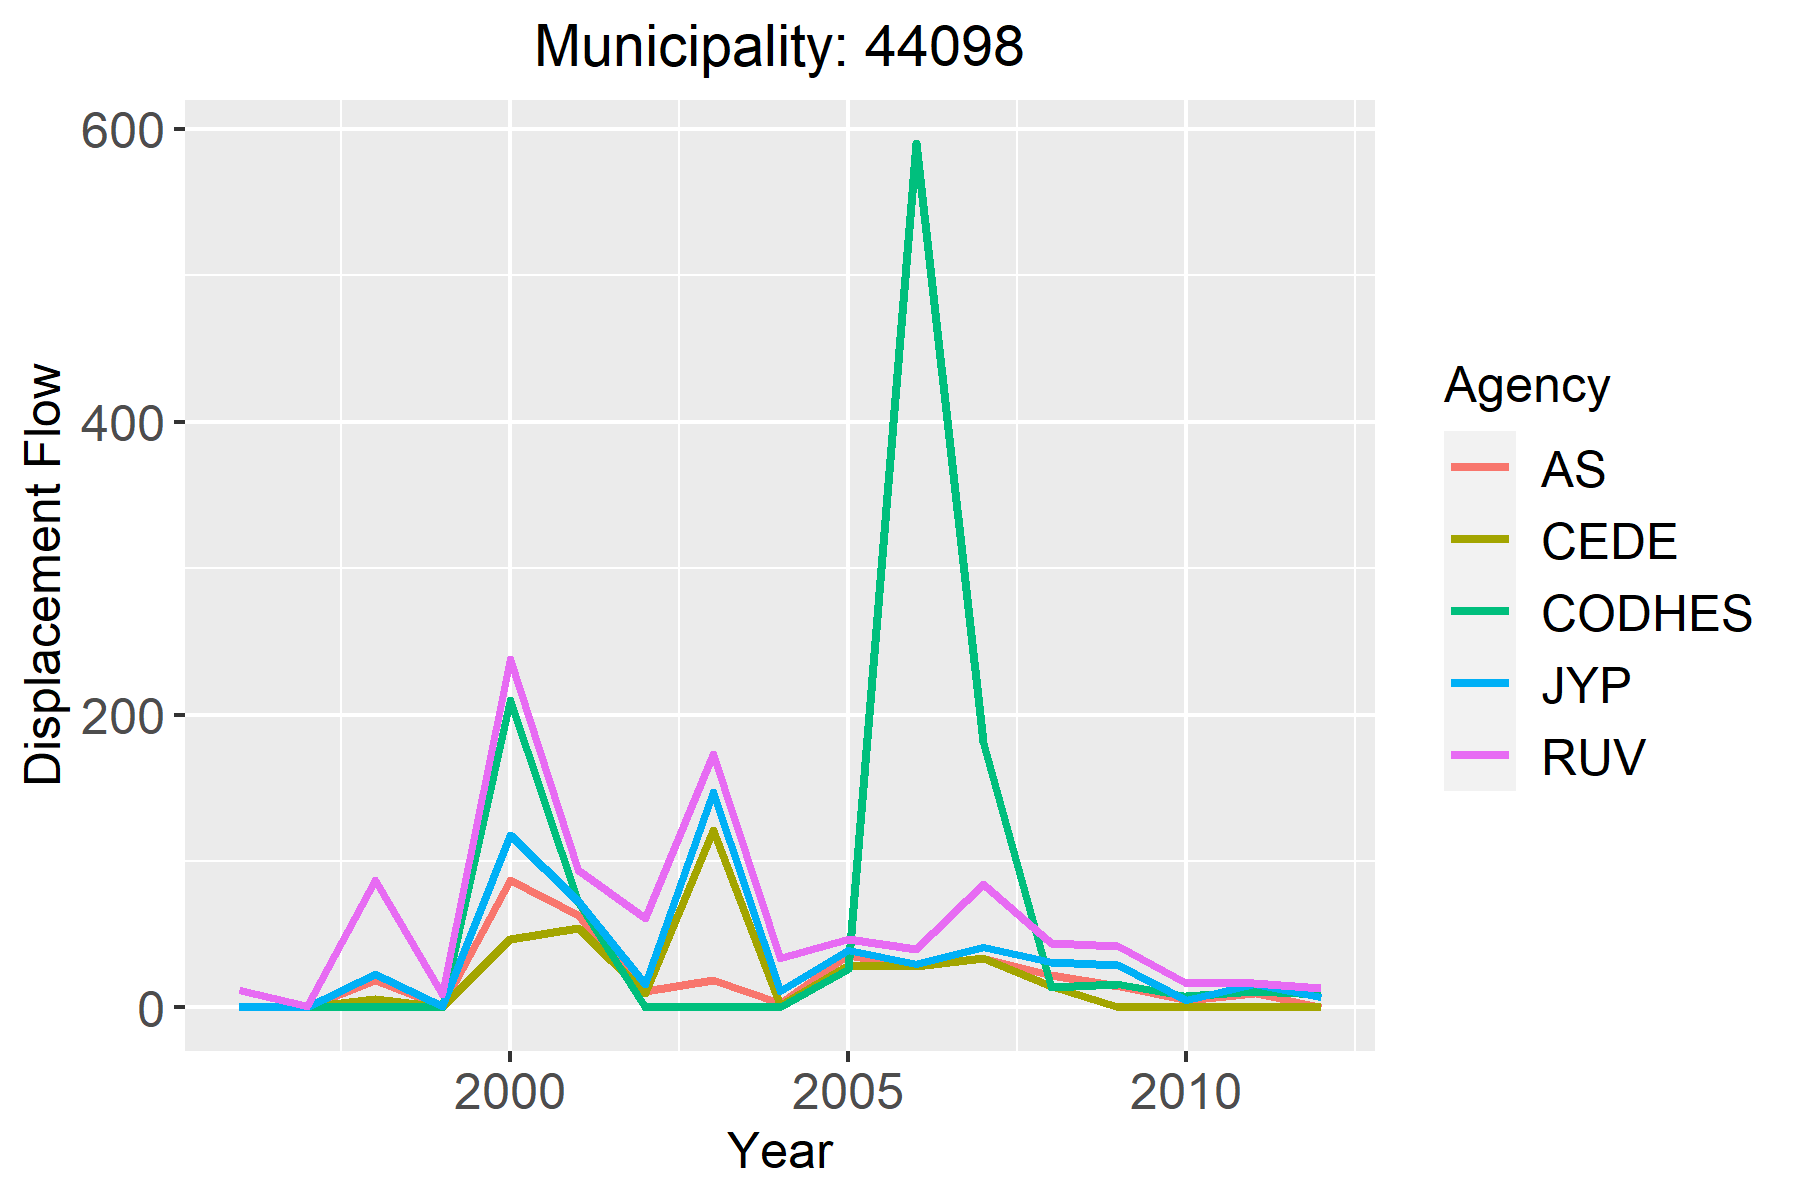 Municipality: 44098
600
400
200
0
Displacement Flow
2000 2005 2010
Year
Agency
AS
CEDE
CODHES
JYP
RUV